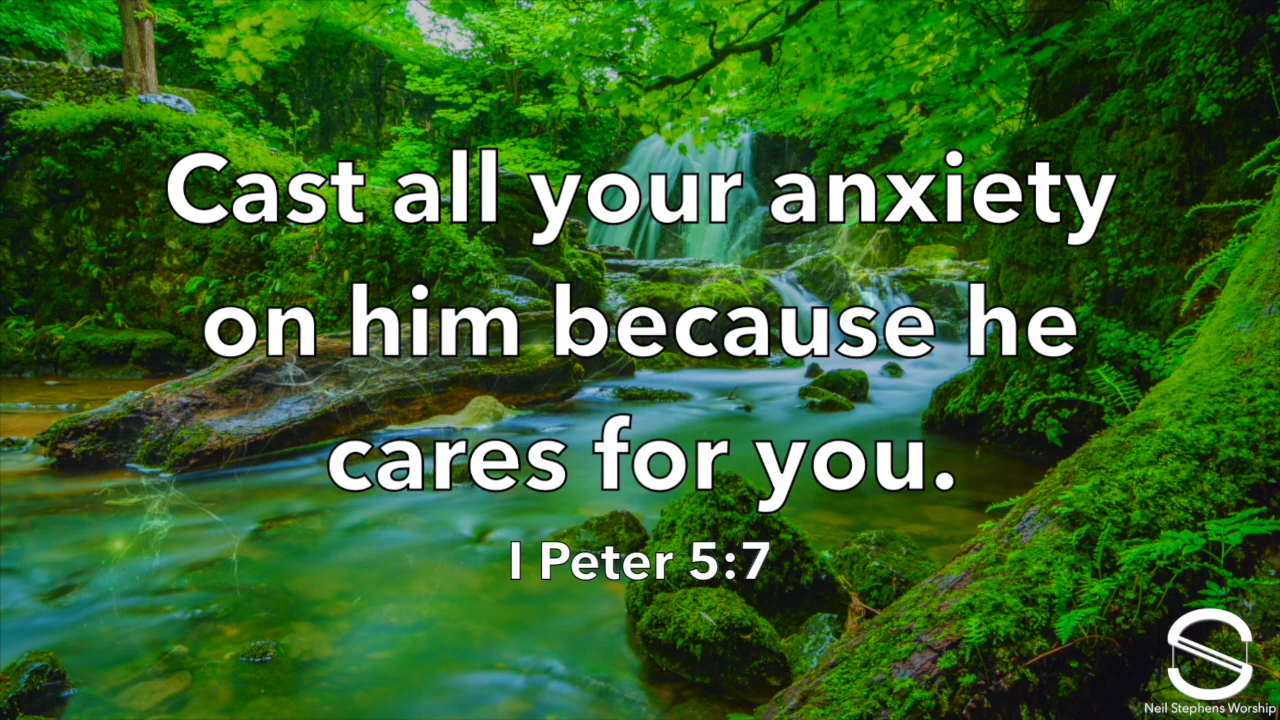 Cast all your anxiety
on him because he
cares for you.
I Peter 5:7
Neil Stephens Worship